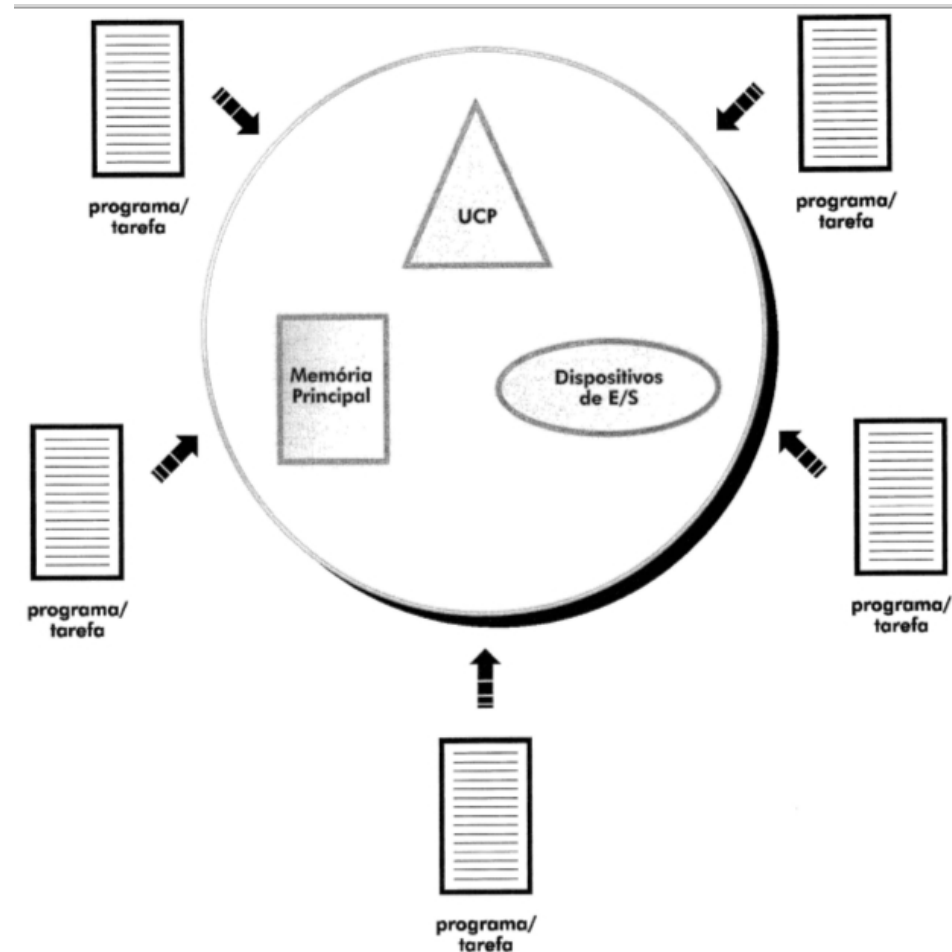 programa/
tarefa
programa/
tarefa
UCP
Memória
Principal
Dispositivos
de E/S
programa/
tarefa
programa/
tarefa
programa/
tarefa